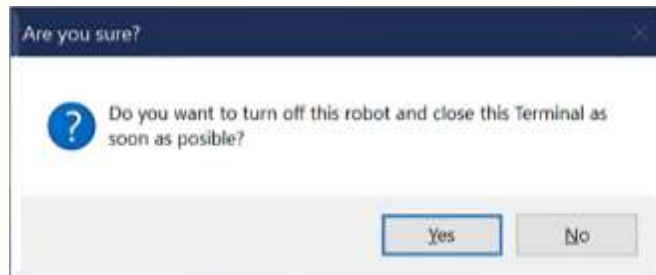 Are you sure?
Do you want to turn off this robot and close this Terminal as
soon as posible?
Yes
No